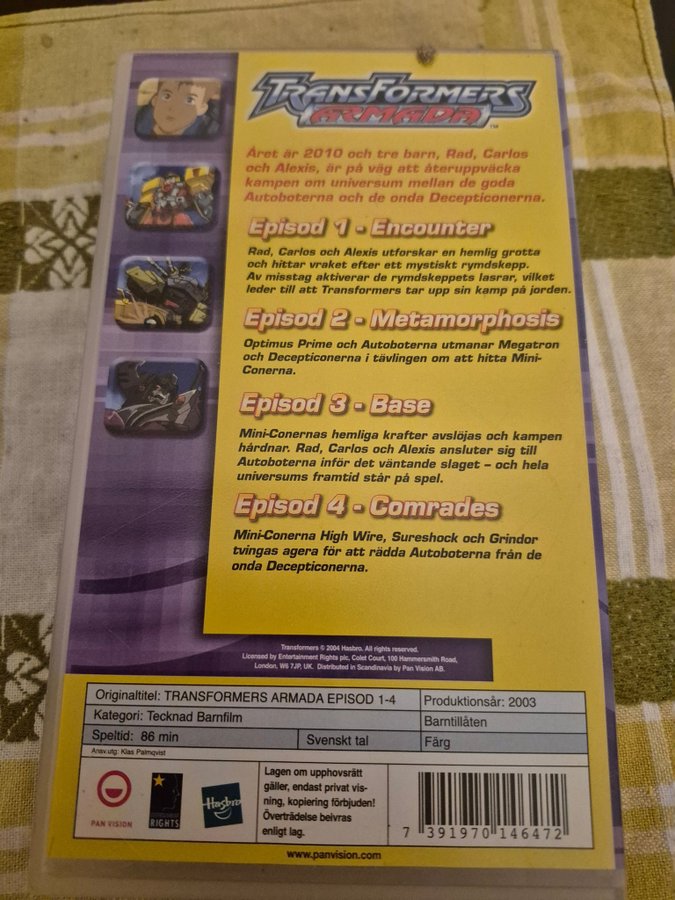 TRANSFORMERS
ARMADA
TM
Året är 2010 och tre barn, Rad, Carlos
och Alexis, är på väg att återuppväcka
kampen om universum mellan de goda
Autoboterna och de onda Decepticonerna.
Episod 1 - Encounter
Rad, Carlos och Alexis utforskar en hemlig grotta
och hittar vraket efter ett mystiskt rymdskepp.
Av misstag aktiverar de rymdskeppets lasrar, vilket
leder till att Transformers tar upp sin kamp på jorden.
Episod 2 - Metamorphosis
Optimus Prime och Autoboterna utmanar Megatron
och Decepticonerna i tävlingen om att hitta Mini-
Conerna.
Episod 3 - Base
Mini-Conernas hemliga krafter avslöjas och kampen
hårdnar. Rad, Carlos och Alexis ansluter sig till
Autoboterna inför det väntande slaget – och hela
universums framtid står på spel.
Episod 4 - Comrades
Mini-Conerna High Wire, Sureshock och Grindor
tvingas agera för att rädda Autoboterna från de
onda Decepticonerna.
Transformers © 2004 Hasbro. All rights reserved.
Licensed by Entertainment Rights plc, Colet Court, 100 Hammersmith Road,
London, W6 7JP, UK. Distributed in Scandinavia by Pan Vision AB.
Originaltitel: TRANSFORMERS ARMADA EPISOD 1-4
Produktionsår: 2003
Kategori: Tecknad Barnfilm
Barntillåten
Speltid: 86 min
Svenskt tal
Färg
Ansv.utg: Klas Palmqvist
PAN VISION
RIGHTS
Hasbro
Lagen om upphovsrätt
gäller, endast privat vis-
ning, kopiering förbjuden!
Överträdelse beivras
enligt lag.
7 391970 146472
www.panvision.com